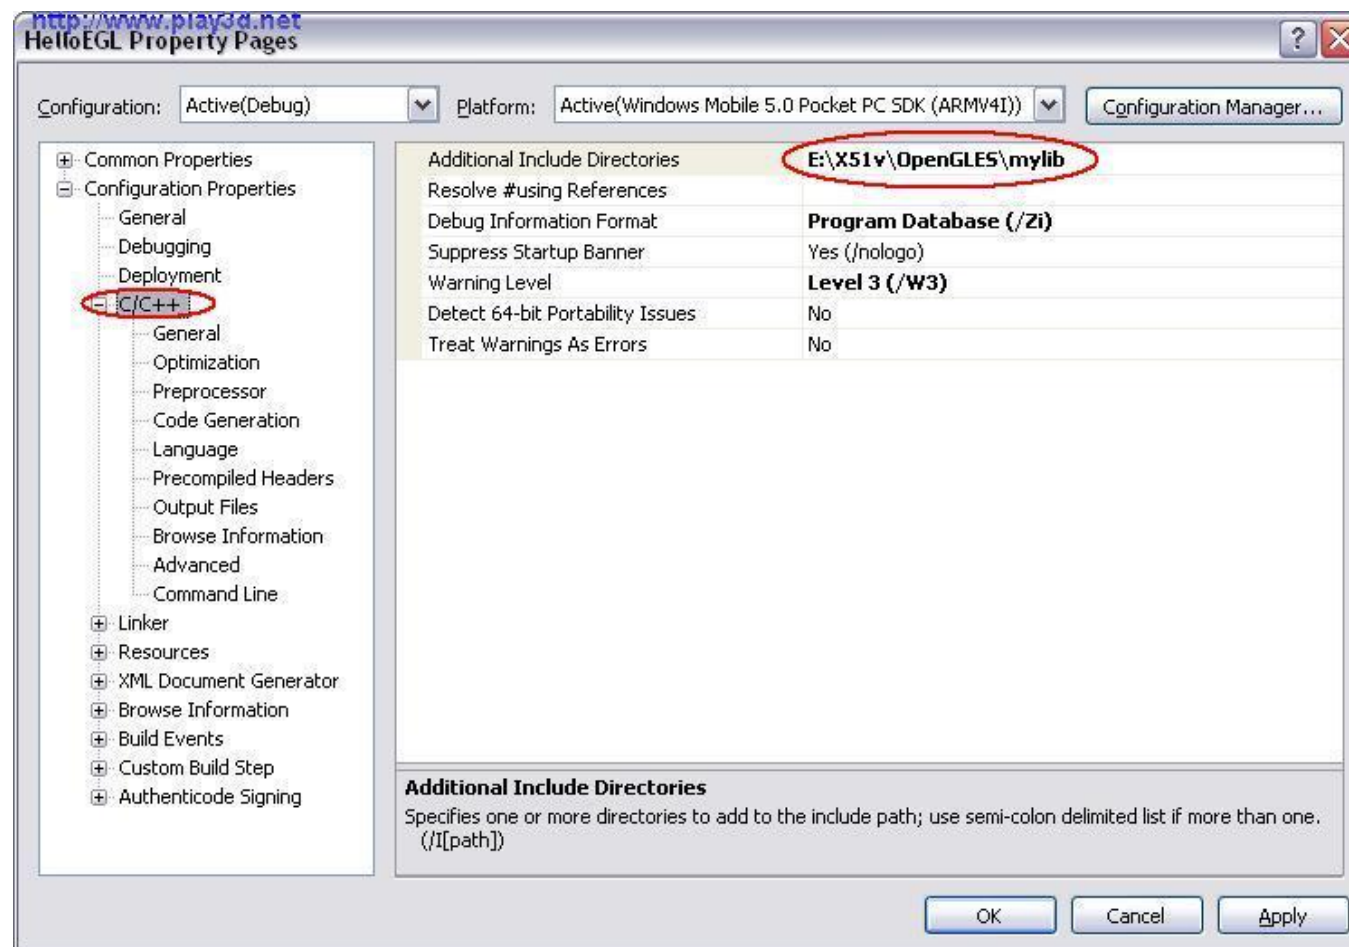 http://www.play3d.net
HelloEGL Property Pages
Configuration: Active(Debug) Platform: Active(Windows Mobile 5.0 Pocket PC SDK (ARMV4I)) Configuration Manager...
Common Properties
Configuration Properties
General
Debugging
Deployment
C/C++
General
Optimization
Preprocessor
Code Generation
Language
Precompiled Headers
Output Files
Browse Information
Advanced
Command Line
Linker
Resources
XML Document Generator
Browse Information
Build Events
Custom Build Step
Authenticode Signing
Additional Include Directories E:\X51v\OpenGLES\mylib
Resolve #using References
Debug Information Format Program Database (/Zi)
Suppress Startup Banner Yes (/nologo)
Warning Level Level 3 (/W3)
Detect 64-bit Portability Issues No
Treat Warnings As Errors No
Additional Include Directories
Specifies one or more directories to add to the include path; use semi-colon delimited list if more than one.
(/I[path])
OK Cancel Apply